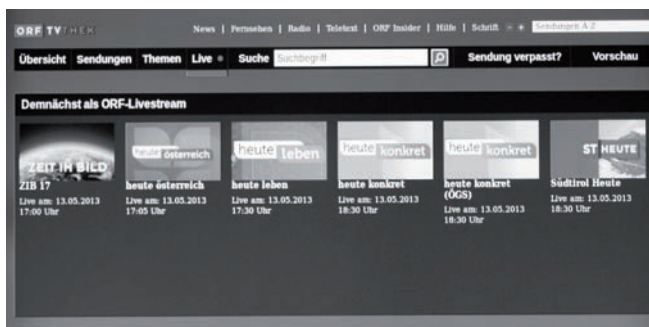 ORF TVTHEK
News | Fernsehen | Radio | Teletext | ORF Insider | Hilfe | Schrift - + Sendungen A-Z
Übersicht Sendungen Themen Live Suche Suchbegriff Sendung verpasst? Vorschau
Demnächst als ORF-Livestream
ZEIT IM BILD heute österreich heute leben heute konkret heute konkret ST HEUTE
ZIB 17
Live am: 13.05.2013
17:00 Uhr
heute österreich
Live am: 13.05.2013
17:05 Uhr
heute leben
Live am: 13.05.2013
17:30 Uhr
heute konkret
Live am: 13.05.2013
18:30 Uhr
heute konkret
(ÖGS)
Live am: 13.05.2013
18:30 Uhr
Südtirol Heute
Live am: 13.05.2013
18:30 Uhr